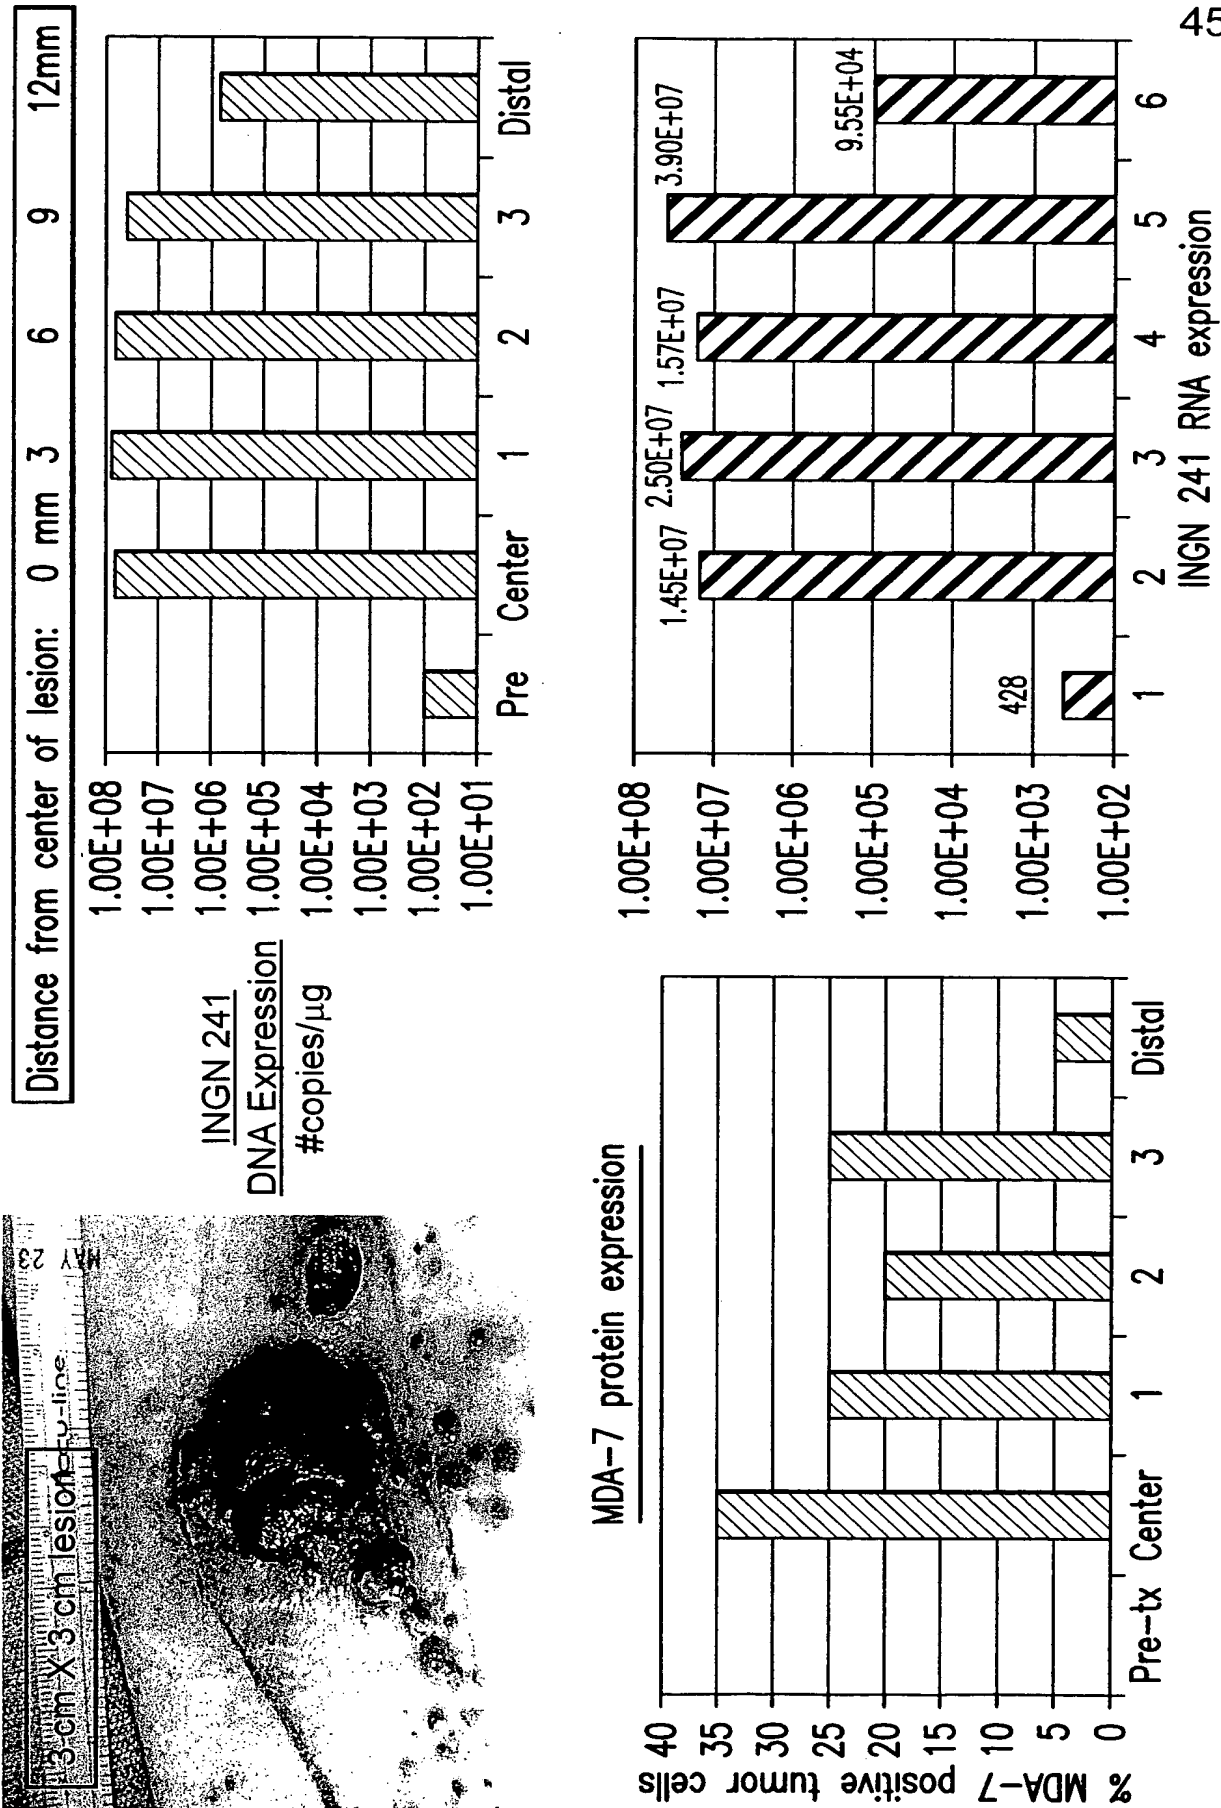 3-cm X 3 cm lesion
MAY 23
Distance from center of lesion: 0 mm 3 6 9 12mm
INGN 241
DNA Expression
#copies/µg
1.00E+08
1.00E+07
1.00E+06
1.00E+05
1.00E+04
1.00E+03
1.00E+02
1.00E+01
Pre Center 1 2 3 Distal
MDA-7 protein expression
% MDA-7 positive tumor cells
40
35
30
25
20
15
10
5
0
Pre-tx Center 1 2 3 Distal
1.00E+08
1.00E+07
1.00E+06
1.00E+05
1.00E+04
1.00E+03
1.00E+02
428
1.45E+07
2.50E+07
1.57E+07
3.90E+07
9.55E+04
1 2 3 4 5 6
INGN 241 RNA expression
45